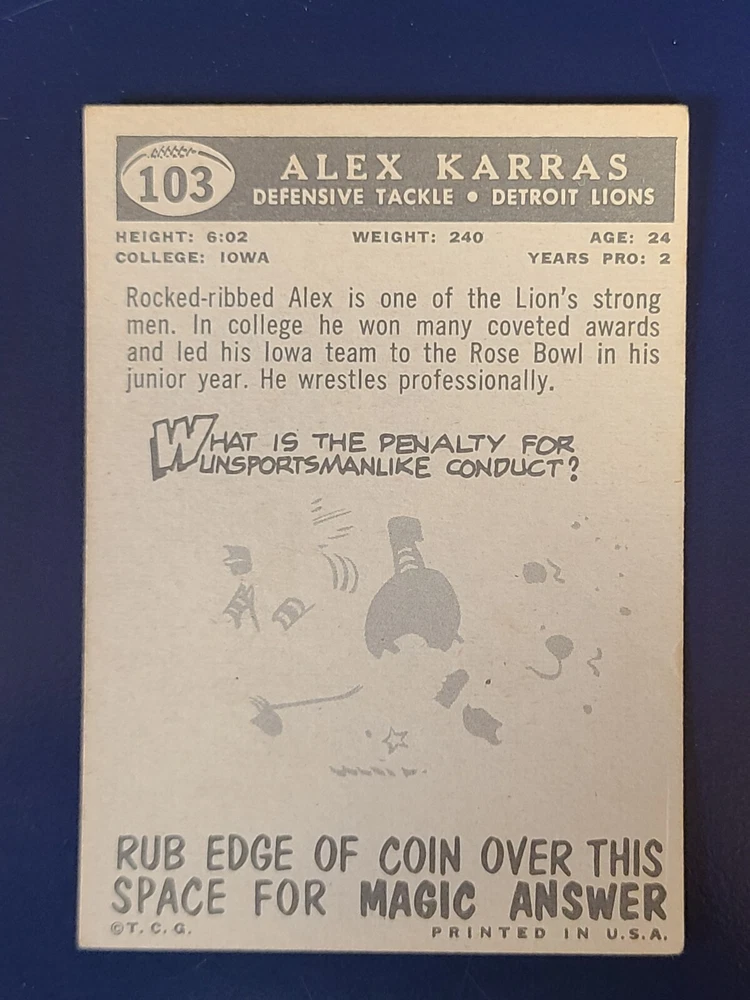 103
ALEX KARRAS
DEFENSIVE TACKLE • DETROIT LIONS
HEIGHT: 6:02 WEIGHT: 240 AGE: 24
COLLEGE: IOWA YEARS PRO: 2
Rocked-ribbed Alex is one of the Lion's strong
men. In college he won many coveted awards
and led his Iowa team to the Rose Bowl in his
junior year. He wrestles professionally.
WHAT IS THE PENALTY FOR
UNSPORTSMANLIKE CONDUCT?
RUB EDGE OF COIN OVER THIS
SPACE FOR MAGIC ANSWER
©T. C. G. PRINTED IN U.S.A.